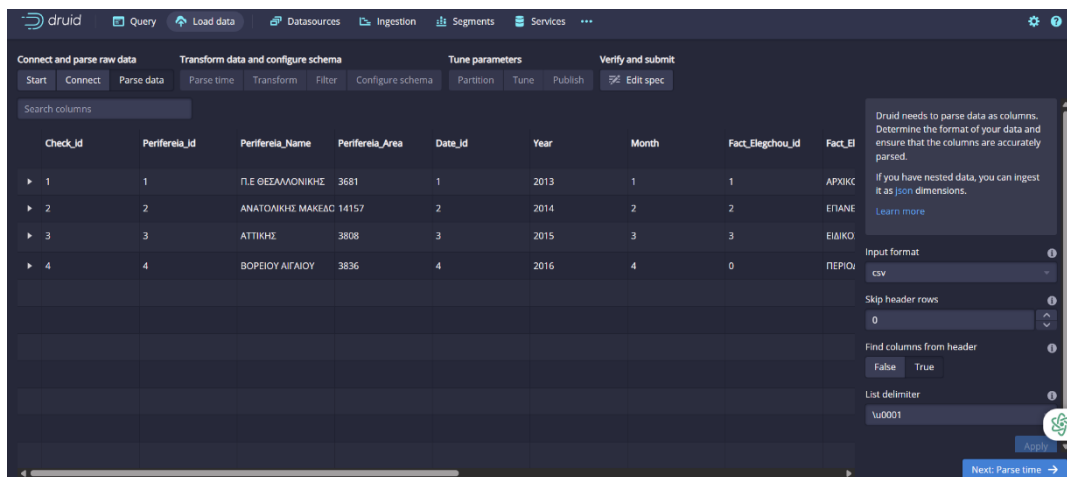 druid Query Load data Datasources Ingestion Segments Services
Connect and parse raw data Transform data and configure schema Tune parameters Verify and submit
Start Connect Parse data Parse time Transform Filter Configure schema Partition Tune Publish Edit spec
Search columns
Check_id Perifereia_id Perifereia_Name Perifereia_Area Date_id Year Month Fact_Elegchou_id Fact_El
1 1 Π.Ε ΘΕΣΑΛΟΝΙΚΗΣ 3681 1 2013 1 1 ΑΡΧΙΚΟ
2 2 ΑΝΑΤΟΛΙΚΗΣ ΜΑΚΕΔΟ 14157 2 2014 2 2 ΕΠΑΝΕ
3 3 ΑΤΤΙΚΗΣ 3808 3 2015 3 3 ΕΙΔΙΚΟ
4 4 ΒΟΡΕΙΟΥ ΑΙΓΑΙΟΥ 3836 4 2016 4 0 ΠΕΡΙΟΔ
Druid needs to parse data as columns.
Determine the format of your data and
ensure that the columns are accurately
parsed.
If you have nested data, you can ingest
it as json dimensions.
Learn more
Input format
csv
Skip header rows
0
Find columns from header
False True
List delimiter
\u0001
Apply
Next: Parse time